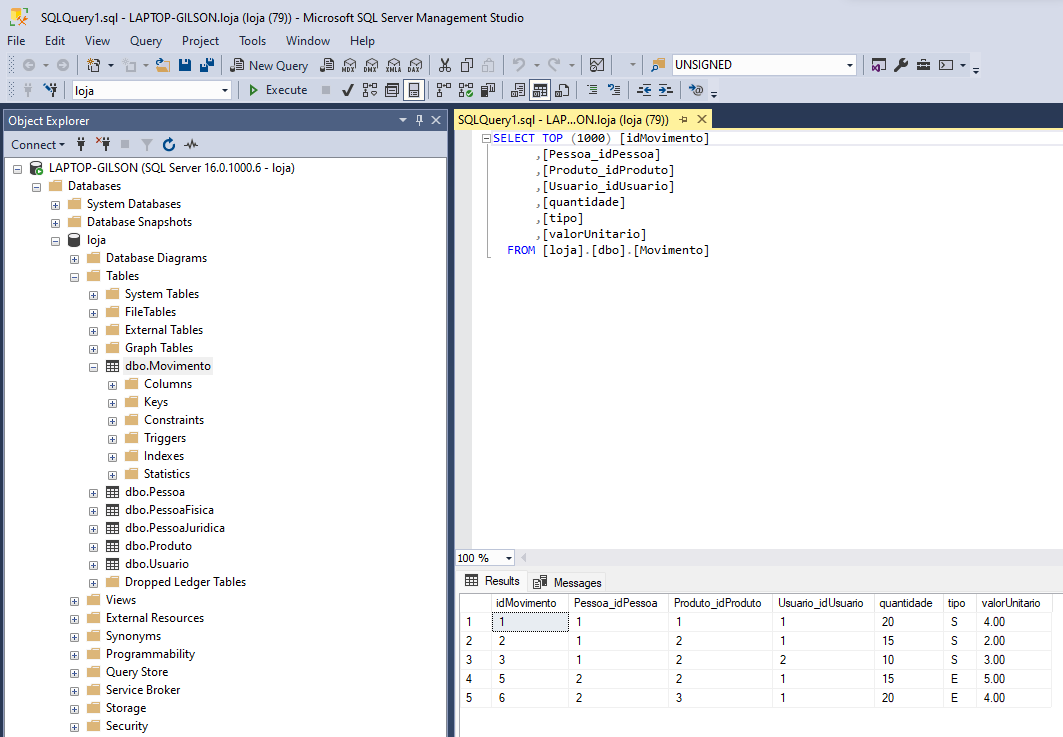 SQLQuery1.sql - LAPTOP-GILSON.loja (loja (79)) - Microsoft SQL Server Management Studio
File Edit View Query Project Tools Window Help
New Query MDX DMX XMLA DAX UNSIGNED
loja Execute
Object Explorer
Connect
LAPTOP-GILSON (SQL Server 16.0.1000.6 - loja)
Databases
System Databases
Database Snapshots
loja
Database Diagrams
Tables
System Tables
FileTables
External Tables
Graph Tables
dbo.Movimento
Columns
Keys
Constraints
Triggers
Indexes
Statistics
dbo.Pessoa
dbo.PessoaFisica
dbo.PessoaJuridica
dbo.Produto
dbo.Usuario
Dropped Ledger Tables
Views
External Resources
Synonyms
Programmability
Query Store
Service Broker
Storage
Security
SQLQuery1.sql - LAP...ON.loja (loja (79))
SELECT TOP (1000) [idMovimento]
,[Pessoa_idPessoa]
,[Produto_idProduto]
,[Usuario_idUsuario]
,[quantidade]
,[tipo]
,[valorUnitario]
FROM [loja].[dbo].[Movimento]
100 %
Results Messages
idMovimento Pessoa_idPessoa Produto_idProduto Usuario_idUsuario quantidade tipo valorUnitario
1 1 1 1 1 20 S 4.00
2 2 1 2 1 15 S 2.00
3 3 1 2 2 10 S 3.00
4 5 2 2 1 15 E 5.00
5 6 2 3 1 20 E 4.00